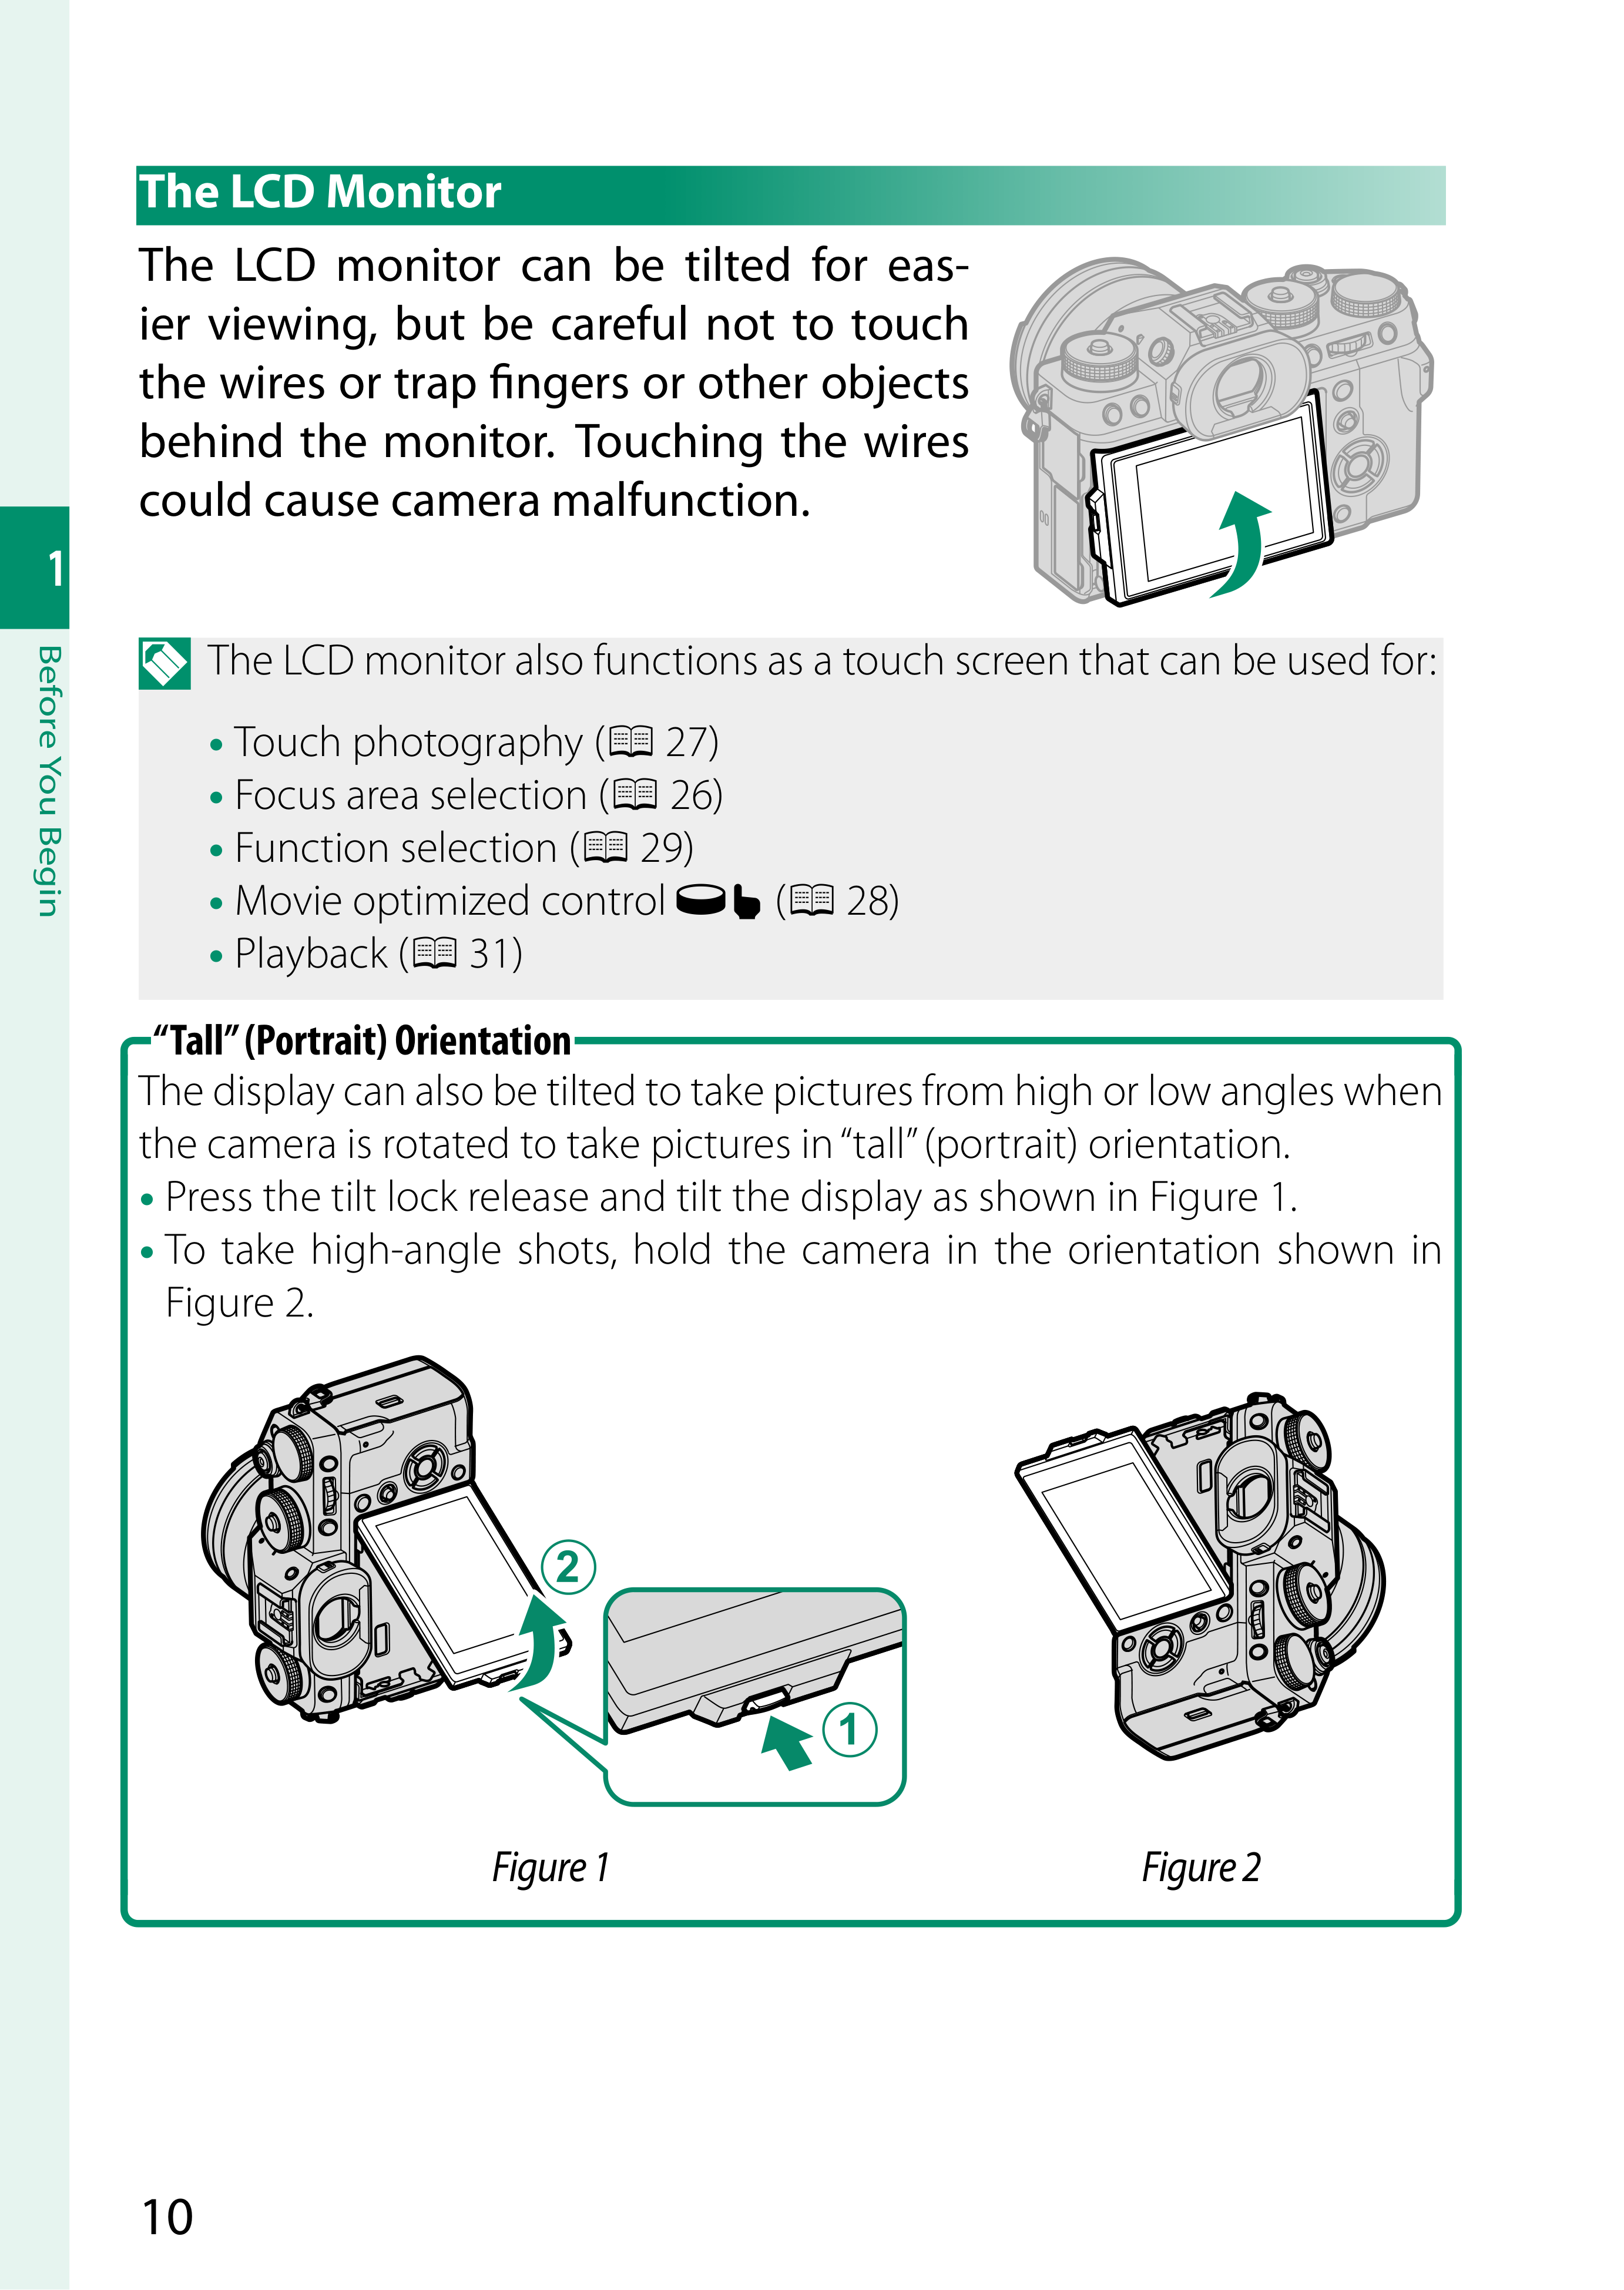 The LCD Monitor
The LCD monitor can be tilted for eas-
ier viewing, but be careful not to touch
the wires or trap fingers or other objects
behind the monitor. Touching the wires
could cause camera malfunction.
1
Before You Begin
The LCD monitor also functions as a touch screen that can be used for:
• Touch photography (📖 27)
• Focus area selection (📖 26)
• Function selection (📖 29)
• Movie optimized control (📖 28)
• Playback (📖 31)
“Tall” (Portrait) Orientation
The display can also be tilted to take pictures from high or low angles when
the camera is rotated to take pictures in “tall” (portrait) orientation.
• Press the tilt lock release and tilt the display as shown in Figure 1.
• To take high-angle shots, hold the camera in the orientation shown in
Figure 2.
2
1
Figure 1
Figure 2
10